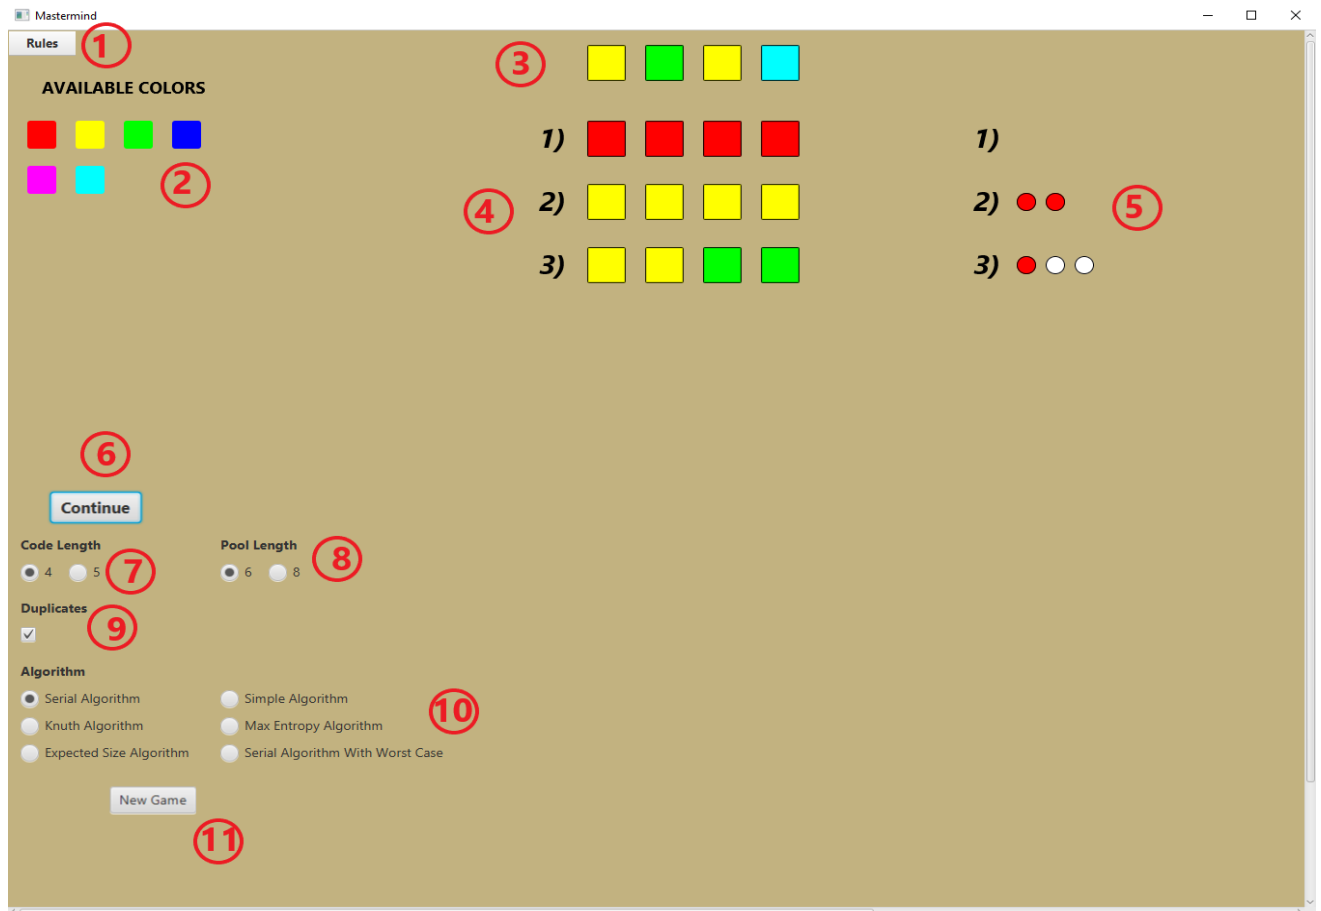 Mastermind
Rules 1
AVAILABLE COLORS
3
1) 1)
2
4 2) 2) 5
3) 3)
6
Continue
Code Length Pool Length
4 5 7 6 8 8
Duplicates
9
Algorithm
Serial Algorithm Simple Algorithm
10
Knuth Algorithm Max Entropy Algorithm
Expected Size Algorithm Serial Algorithm With Worst Case
New Game
11